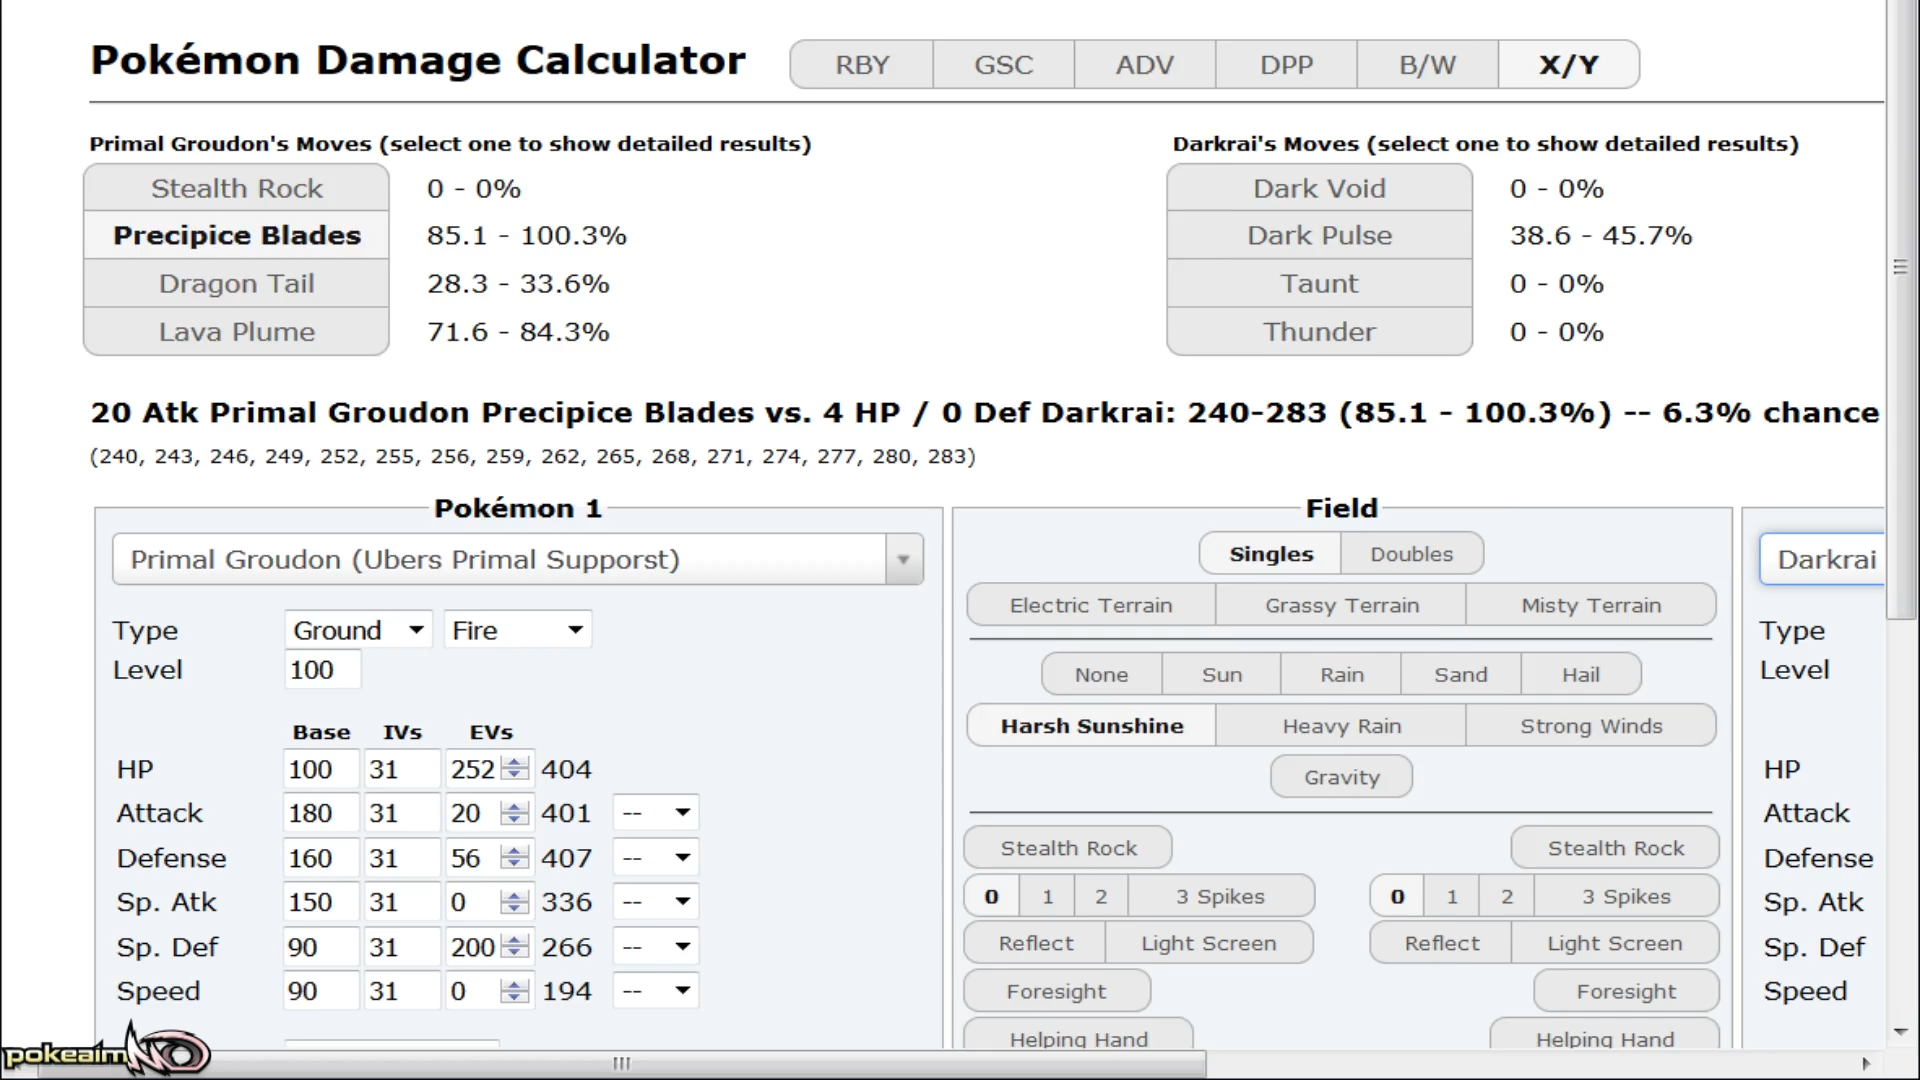 Pokémon Damage Calculator RBY GSC ADV DPP B/W X/Y
Primal Groudon's Moves (select one to show detailed results)
Stealth Rock 0 - 0%
Precipice Blades 85.1 - 100.3%
Dragon Tail 28.3 - 33.6%
Lava Plume 71.6 - 84.3%
Darkrai's Moves (select one to show detailed results)
Dark Void 0 - 0%
Dark Pulse 38.6 - 45.7%
Taunt 0 - 0%
Thunder 0 - 0%
20 Atk Primal Groudon Precipice Blades vs. 4 HP / 0 Def Darkrai: 240-283 (85.1 - 100.3%) -- 6.3% chance
(240, 243, 246, 249, 252, 255, 256, 259, 262, 265, 268, 271, 274, 277, 280, 283)
Pokémon 1
Primal Groudon (Ubers Primal Supporst)
Type Ground Fire
Level 100
Base IVs EVs
HP 100 31 252 404
Attack 180 31 20 401 --
Defense 160 31 56 407 --
Sp. Atk 150 31 0 336 --
Sp. Def 90 31 200 266 --
Speed 90 31 0 194 --
Field
Singles Doubles
Electric Terrain Grassy Terrain Misty Terrain
None Sun Rain Sand Hail
Harsh Sunshine Heavy Rain Strong Winds
Gravity
Stealth Rock Stealth Rock
0 1 2 3 Spikes 0 1 2 3 Spikes
Reflect Light Screen Reflect Light Screen
Foresight Foresight
Helping Hand Helping Hand
Darkrai
Type
Level
HP
Attack
Defense
Sp. Atk
Sp. Def
Speed
pokeaimMD